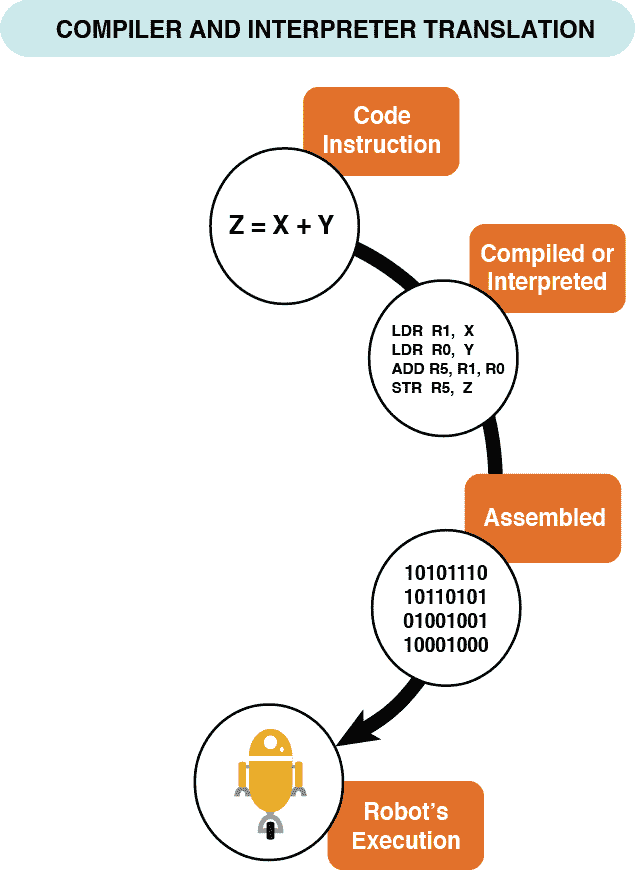 COMPILER AND INTERPRETER TRANSLATION
Code
Instruction
Z = X + Y
Compiled or
Interpreted
LDR R1, X
LDR R0, Y
ADD R5, R1, R0
STR R5, Z
Assembled
10101110
10110101
01001001
10001000
Robot's
Execution